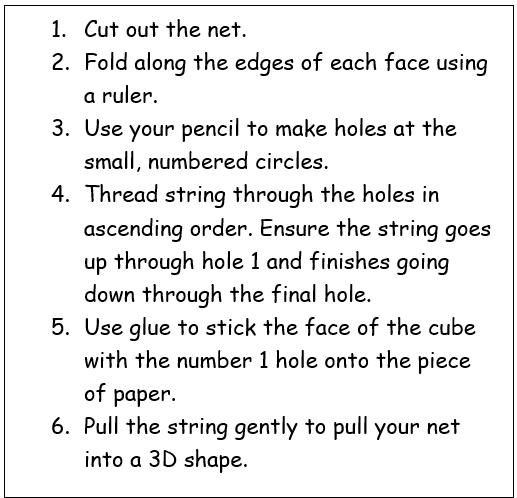 1. Cut out the net.
2. Fold along the edges of each face using
a ruler.
3. Use your pencil to make holes at the
small, numbered circles.
4. Thread string through the holes in
ascending order. Ensure the string goes
up through hole 1 and finishes going
down through the final hole.
5. Use glue to stick the face of the cube
with the number 1 hole onto the piece
of paper.
6. Pull the string gently to pull your net
into a 3D shape.